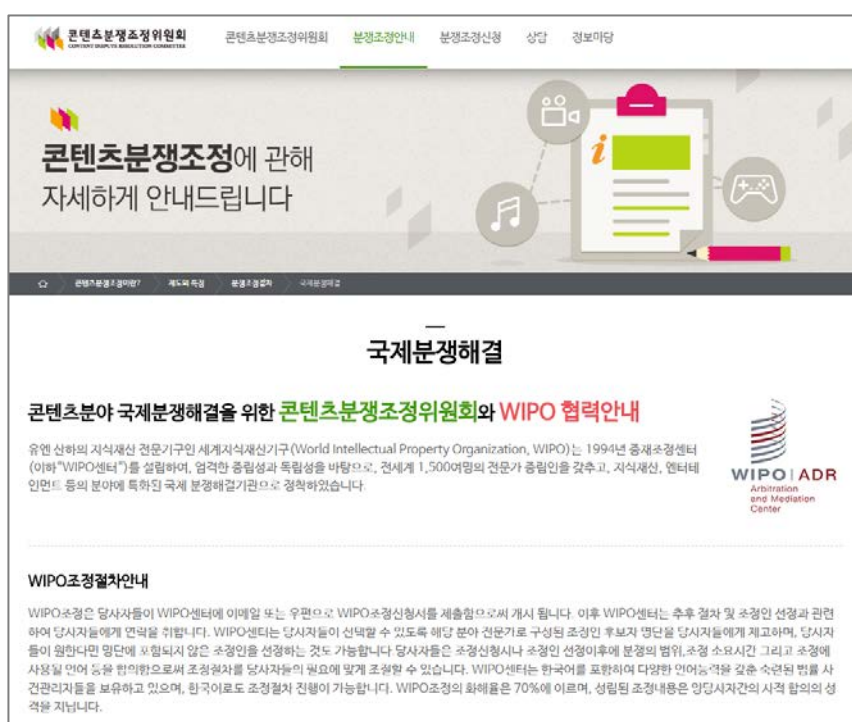 콘텐츠분쟁조정위원회
CONTENT DISPUTE RESOLUTION COMMITTEE
콘텐츠분쟁조정위원회 분쟁조정안내 분쟁조정신청 상담 정보마당
콘텐츠분쟁조정에 관해
자세하게 안내드립니다
콘텐츠분쟁조정이란? 제도와 특징 분쟁조정절차 국제분쟁해결
국제분쟁해결
콘텐츠분야 국제분쟁해결을 위한 콘텐츠분쟁조정위원회와 WIPO 협력안내
유엔 산하의 지식재산 전문기구인 세계지식재산기구(World Intellectual Property Organization, WIPO)는 1994년 중재조정센터
(이하"WIPO센터")를 설립하여, 엄격한 중립성과 독립성을 바탕으로, 전세계 1,500여명의 전문가 중립인을 갖추고, 지식재산, 엔터테
인먼트 등의 분야에 특화된 국제 분쟁해결기관으로 정착하였습니다.
WIPO | ADR
Arbitration
and Mediation
Center
WIPO조정절차안내
WIPO조정은 당사자들이 WIPO센터에 이메일 또는 우편으로 WIPO조정신청서를 제출함으로써 개시 됩니다. 이후 WIPO센터는 추후 절차 및 조정인 선정과 관련
하여 당사자들에게 연락을 취합니다. WIPO센터는 당사자들이 선택할 수 있도록 해당 분야 전문가로 구성된 조정인 후보자 명단을 당사자들에게 제고하며, 당사자
들이 원한다면 명단에 포함되지 않은 조정인을 선정하는 것도 가능합니다 당사자들은 조정신청시나 조정인 선정이후에 분쟁의 범위,조정 소요시간 그리고 조정에
사용될 언어 등을 합의함으로써 조정절차를 당사자들의 필요에 맞게 조절할 수 있습니다. WIPO센터는 한국어를 포함하여 다양한 언어능력을 갖춘 숙련된 법률 사
건관리자들을 보유하고 있으며, 한국어로도 조정절차 진행이 가능합니다. WIPO조정의 화해율은 70%에 이르며, 성립된 조정내용은 양당사자간의 사적 합의의 성
격을 지닙니다.